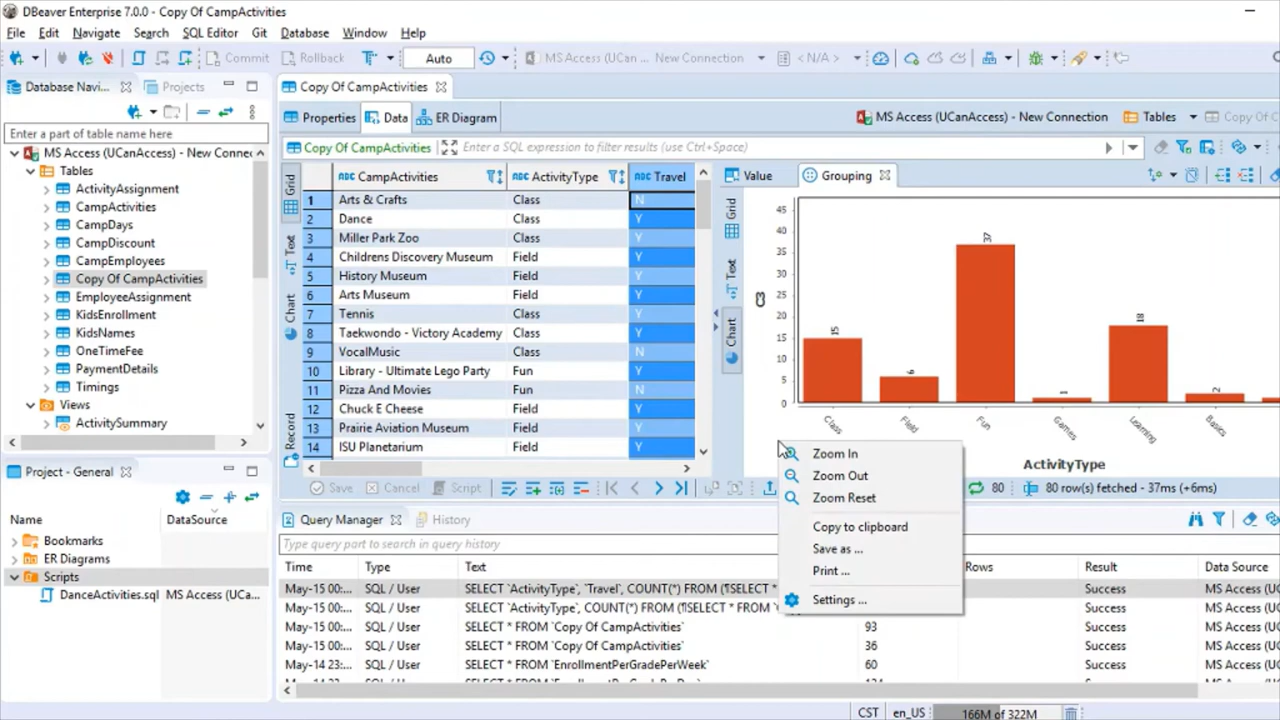 DBeaver Enterprise 7.0.0 - Copy Of CampActivities
File Edit Navigate Search SQL Editor Git Database Window Help
Commit Rollback Auto MS Access (UCan ... New Connection < N/A >
Database Navi... Projects
Enter a part of table name here
MS Access (UCanAccess) - New Connec
Tables
ActivityAssignment
CampActivities
CampDays
CampDiscount
CampEmployees
Copy Of CampActivities
EmployeeAssignment
KidsEnrollment
KidsNames
OneTimeFee
PaymentDetails
Timings
Views
ActivitySummary
Project - General
Name DataSource
Bookmarks
ER Diagrams
Scripts
DanceActivities.sql MS Access (UCa...
Copy Of CampActivities
Properties Data ER Diagram
MS Access (UCanAccess) - New Connection Tables Copy Of C
Copy Of CampActivities Enter a SQL expression to filter results (use Ctrl+Space)
Grid
Text
Chart
Record
ABC CampActivities ABC ActivityType ABC Travel
1 Arts & Crafts Class N
2 Dance Class Y
3 Miller Park Zoo Class Y
4 Childrens Discovery Museum Field Y
5 History Museum Field Y
6 Arts Museum Field Y
7 Tennis Class Y
8 Taekwondo - Victory Academy Class Y
9 VocalMusic Class N
10 Library - Ultimate Lego Party Fun Y
11 Pizza And Movies Fun N
12 Chuck E Cheese Field Y
13 Prairie Aviation Museum Field Y
14 ISU Planetarium Field Y
Value Grouping
Grid
Text
Chart
45
40
35
30
25
20
15
10
5
0
15
6
37
1
18
2
Class
Field
Fun
Games
Learning
Basics
ActivityType
Zoom In
Zoom Out
Zoom Reset
Copy to clipboard
Save as ...
Print ...
Settings ...
Save Cancel Script
80 80 row(s) fetched - 37ms (+6ms)
Query Manager History
Type query part to search in query history
Time Type Text Rows Result Data Source
May-15 00:... SQL / User SELECT `ActivityType`, `Travel`, COUNT(*) FROM (¶SELECT * Success MS Access (U
May-15 00:... SQL / User SELECT `ActivityType`, COUNT(*) FROM (¶SELECT * FROM ` Success MS Access (U
May-15 00:... SQL / User SELECT * FROM `Copy Of CampActivities` 93 Success MS Access (U
May-15 00:... SQL / User SELECT * FROM `Copy Of CampActivities` 36 Success MS Access (U
May-14 23:... SQL / User SELECT * FROM `EnrollmentPerGradePerWeek` 60 Success MS Access (U
CST en_US 166M of 322M